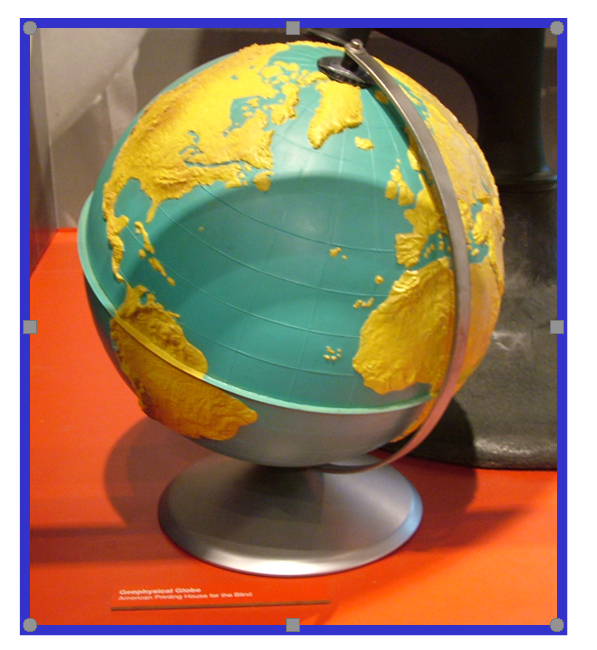 Geophysical Globe
American Printing House for the Blind